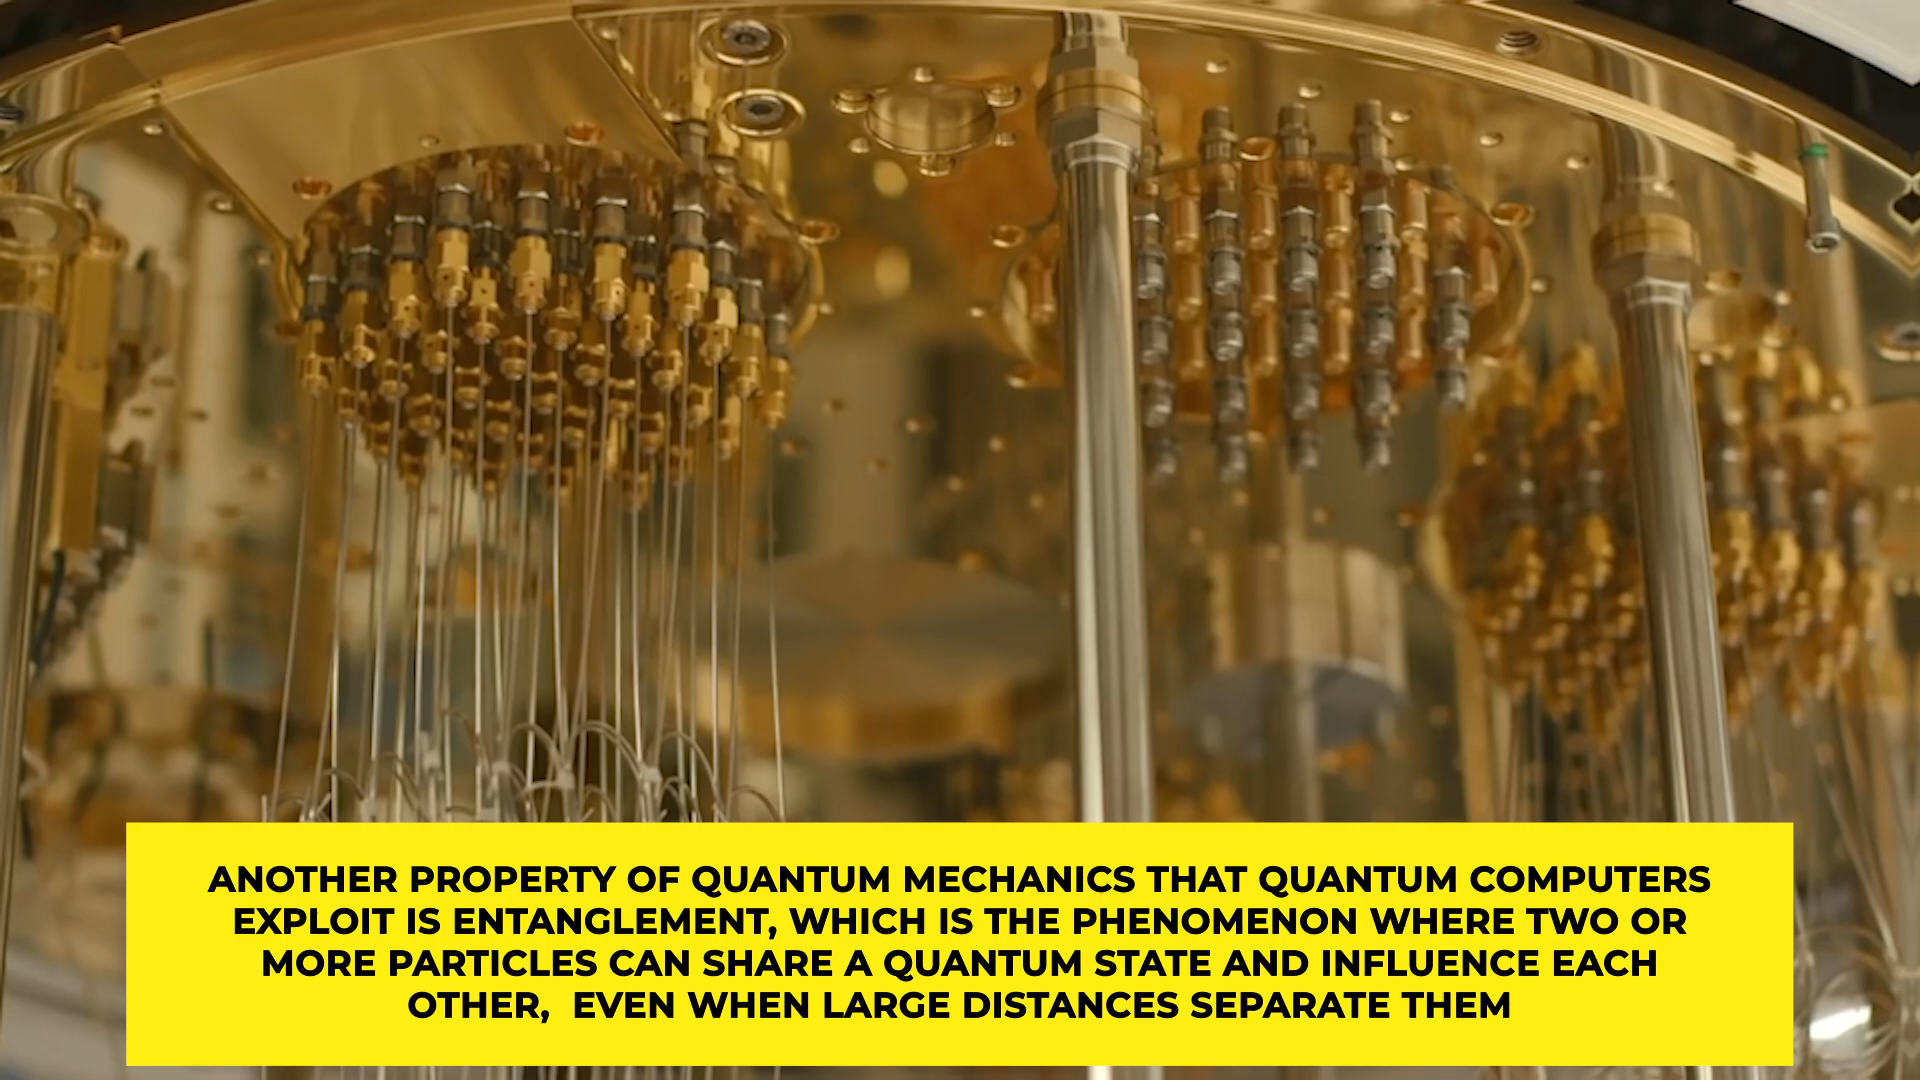 ANOTHER PROPERTY OF QUANTUM MECHANICS THAT QUANTUM COMPUTERS
EXPLOIT IS ENTANGLEMENT, WHICH IS THE PHENOMENON WHERE TWO OR
MORE PARTICLES CAN SHARE A QUANTUM STATE AND INFLUENCE EACH
OTHER,  EVEN WHEN LARGE DISTANCES SEPARATE THEM